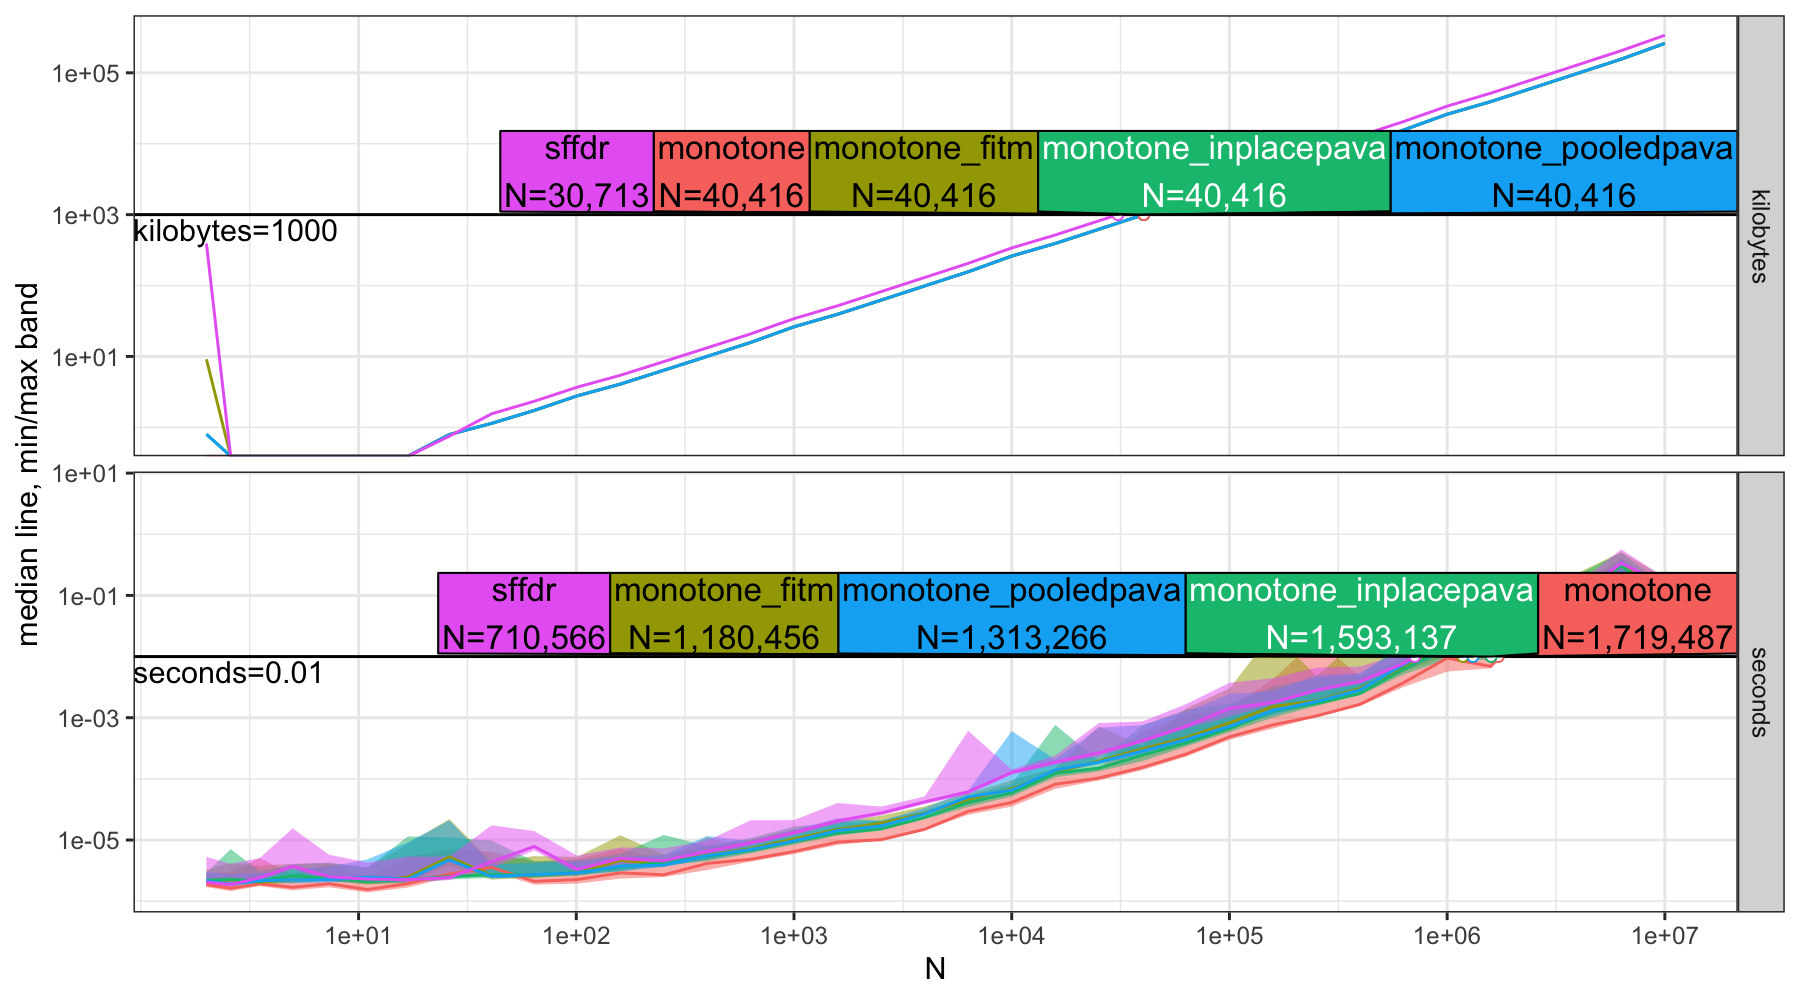 1e+05
sffdr monotone monotone_fitm monotone_inplacepava monotone_pooledpava
N=30,713 N=40,416 N=40,416 N=40,416 N=40,416
1e+03
kilobytes=1000
1e+01
kilobytes
median line, min/max band
1e+01
1e-01
sffdr monotone_fitm monotone_pooledpava monotone_inplacepava monotone
N=710,566 N=1,180,456 N=1,313,266 N=1,593,137 N=1,719,487
seconds=0.01
1e-03
1e-05
seconds
1e+01 1e+02 1e+03 1e+04 1e+05 1e+06 1e+07
N